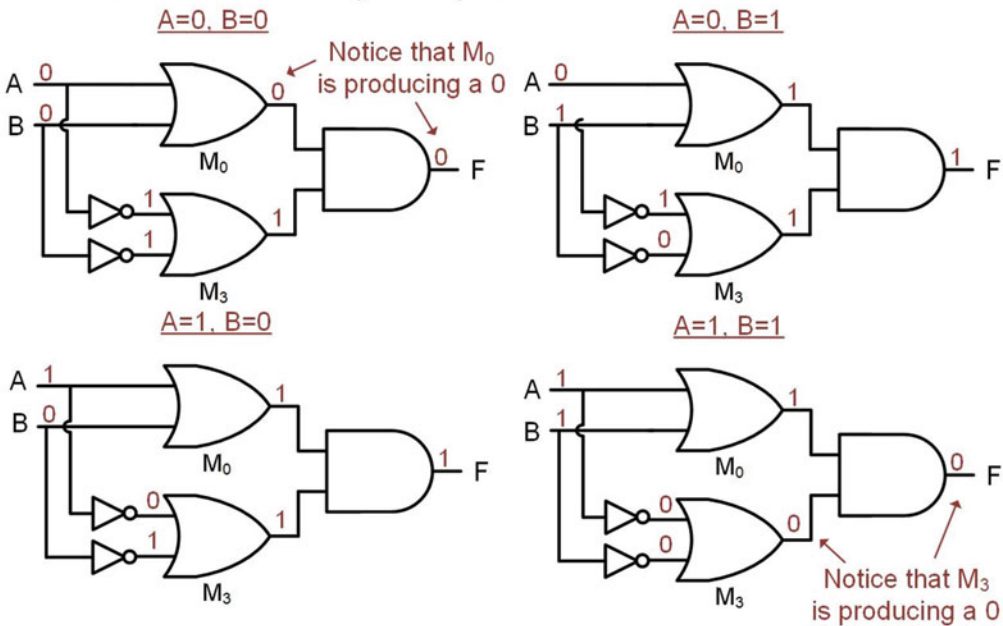 A=0, B=0
Notice that M0
is producing a 0
A 0
B 0
0
M0
1
1
1
M3
0
F
A=0, B=1
A 0
B 1
1
M0
1
0
1
M3
1
F
A=1, B=0
A 1
B 0
1
M0
0
1
1
M3
1
F
A=1, B=1
A 1
B 1
1
M0
0
0
0
M3
0
F
Notice that M3
is producing a 0